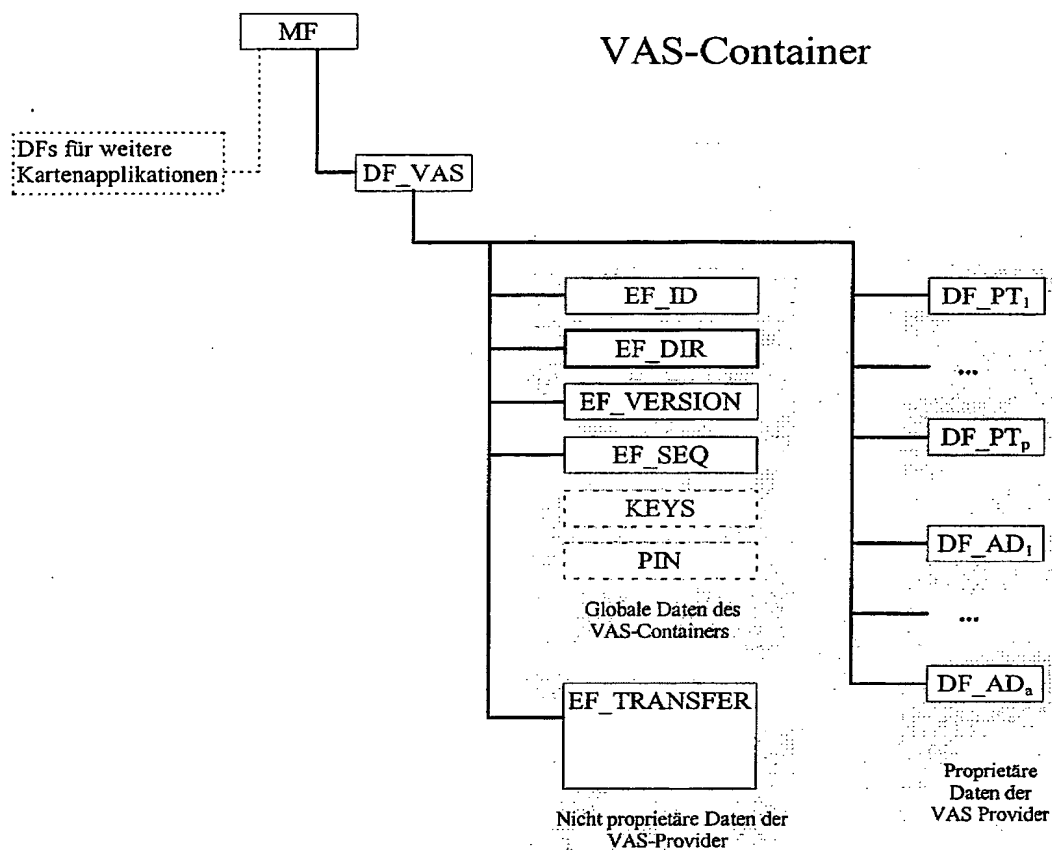 MF
VAS-Container
DFs für weitere
Kartenapplikationen
DF_VAS
EF_ID
EF_DIR
EF_VERSION
EF_SEQ
KEYS
PIN
Globale Daten des
VAS-Containers
EF_TRANSFER
Nicht proprietäre Daten der
VAS-Provider
DF_PT₁
...
DF_PTₚ
DF_AD₁
...
DF_ADₐ
Proprietäre
Daten der
VAS Provider